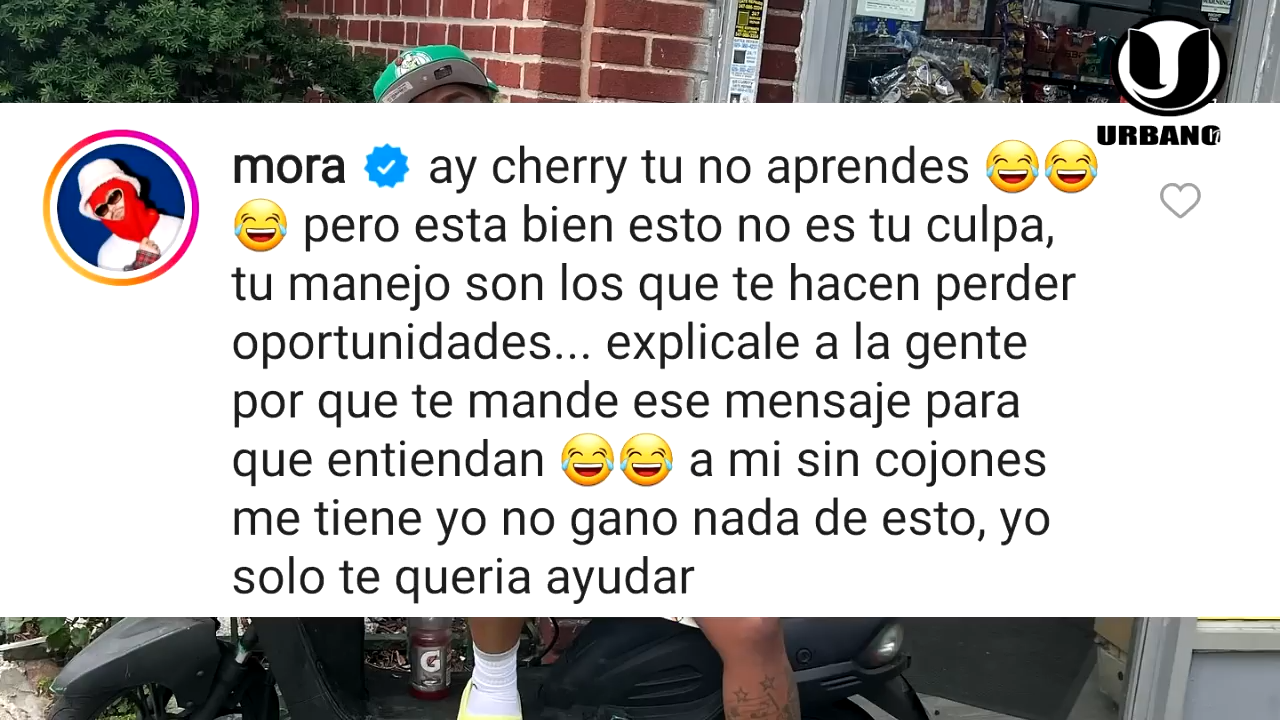 URBANO
mora ay cherry tu no aprendes 😂😂
😂 pero esta bien esto no es tu culpa,
tu manejo son los que te hacen perder
oportunidades... explicale a la gente
por que te mande ese mensaje para
que entiendan 😂😂 a mi sin cojones
me tiene yo no gano nada de esto, yo
solo te queria ayudar
G